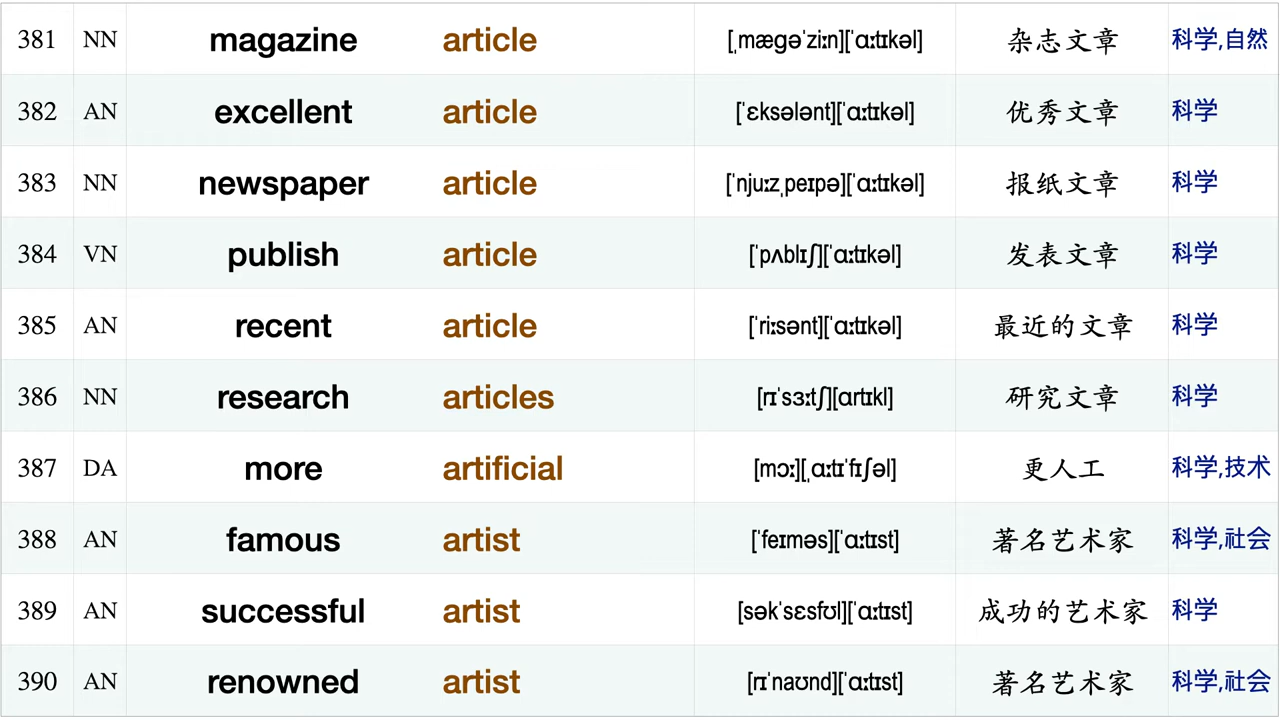 381 NN magazine article [ˌmægəˈziːn][ˈɑːtɪkəl] 杂志文章 科学,自然
382 AN excellent article [ˈɛksələnt][ˈɑːtɪkəl] 优秀文章 科学
383 NN newspaper article [ˈnjuːzˌpeɪpə][ˈɑːtɪkəl] 报纸文章 科学
384 VN publish article [ˈpʌblɪʃ][ˈɑːtɪkəl] 发表文章 科学
385 AN recent article [ˈriːsənt][ˈɑːtɪkəl] 最近的文章 科学
386 NN research articles [rɪˈsɜːtʃ][ɑrtɪkl] 研究文章 科学
387 DA more artificial [mɔː][ˌɑːtɪˈfɪʃəl] 更人工 科学,技术
388 AN famous artist [ˈfeɪməs][ˈɑːtɪst] 著名艺术家 科学,社会
389 AN successful artist [səkˈsɛsfʊl][ˈɑːtɪst] 成功的艺术家 科学
390 AN renowned artist [rɪˈnaʊnd][ˈɑːtɪst] 著名艺术家 科学,社会